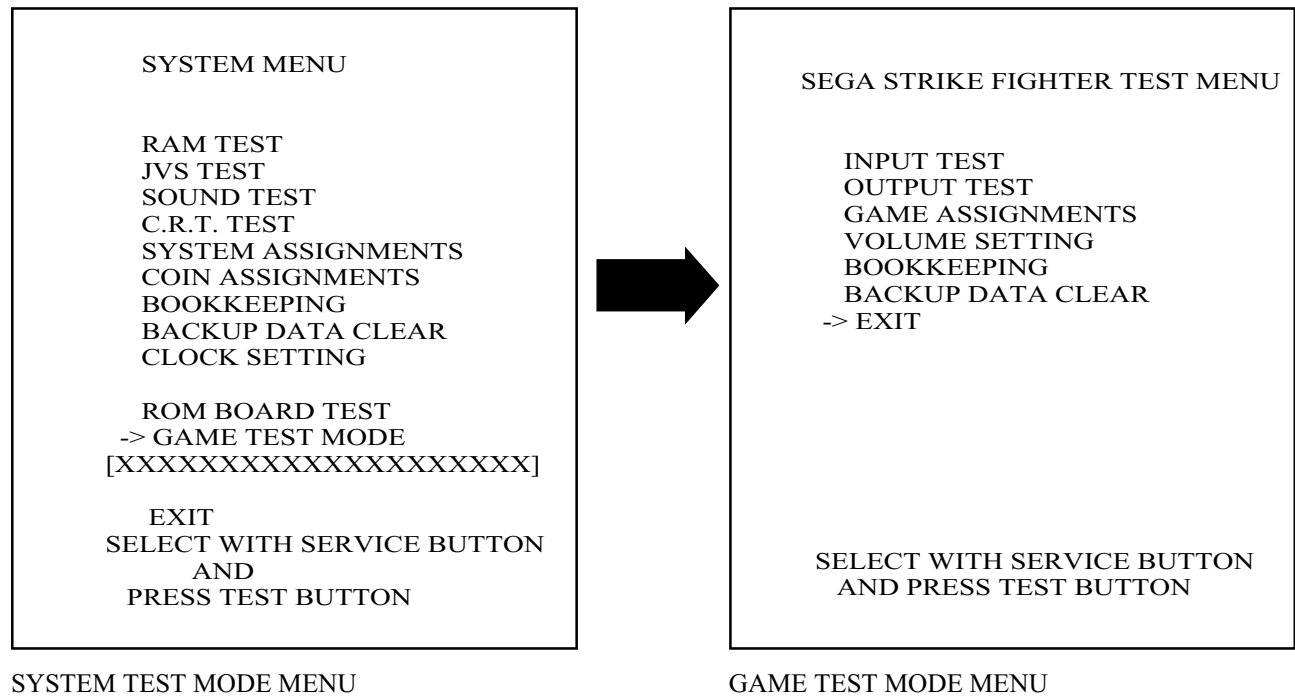 SYSTEM MENU
RAM TEST
JVS TEST
SOUND TEST
C.R.T. TEST
SYSTEM ASSIGNMENTS
COIN ASSIGNMENTS
BOOKKEEPING
BACKUP DATA CLEAR
CLOCK SETTING
ROM BOARD TEST
-> GAME TEST MODE
[XXXXXXXXXXXXXXXXXXXXX]
EXIT
SELECT WITH SERVICE BUTTON
AND
PRESS TEST BUTTON
SYSTEM TEST MODE MENU
SEGA STRIKE FIGHTER TEST MENU
INPUT TEST
OUTPUT TEST
GAME ASSIGNMENTS
VOLUME SETTING
BOOKKEEPING
BACKUP DATA CLEAR
-> EXIT
SELECT WITH SERVICE BUTTON
AND PRESS TEST BUTTON
GAME TEST MODE MENU